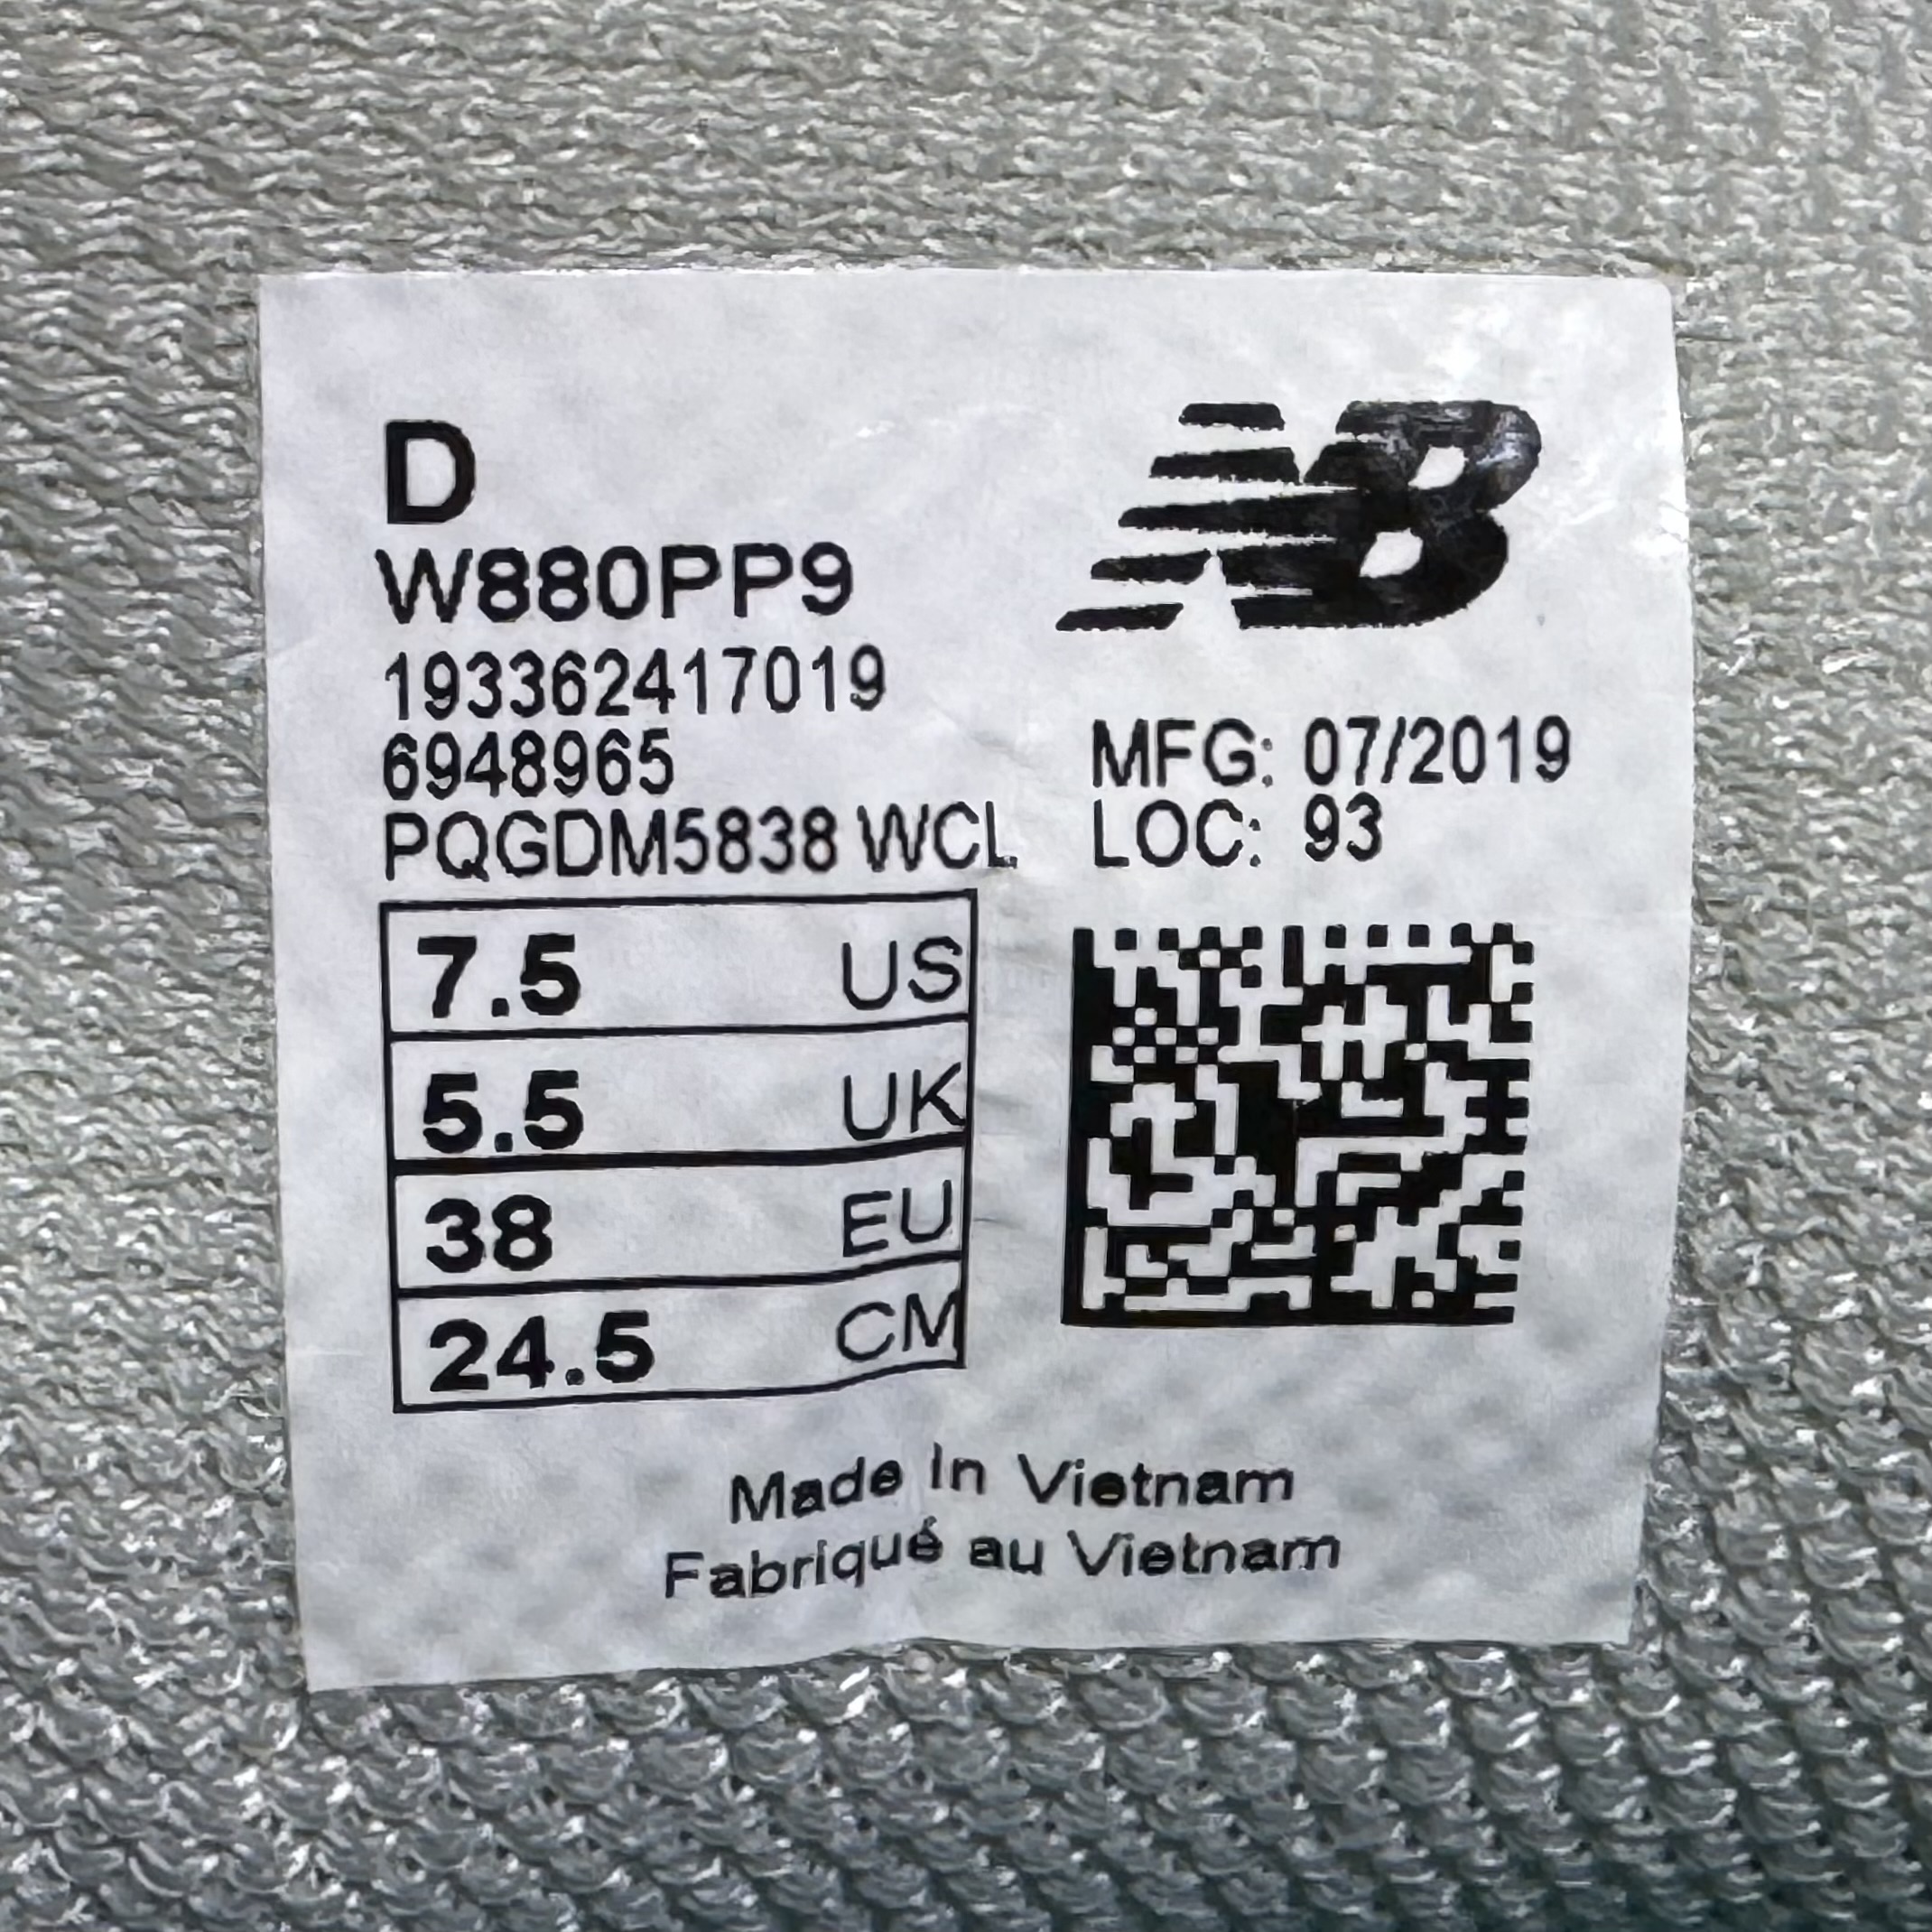 D
W880PP9
193362417019
6948965
PQGDM5838 WCL
NB
MFG: 07/2019
LOC: 93
7.5 US
5.5 UK
38 EU
24.5 CM
Made In Vietnam
Fabriqué au Vietnam